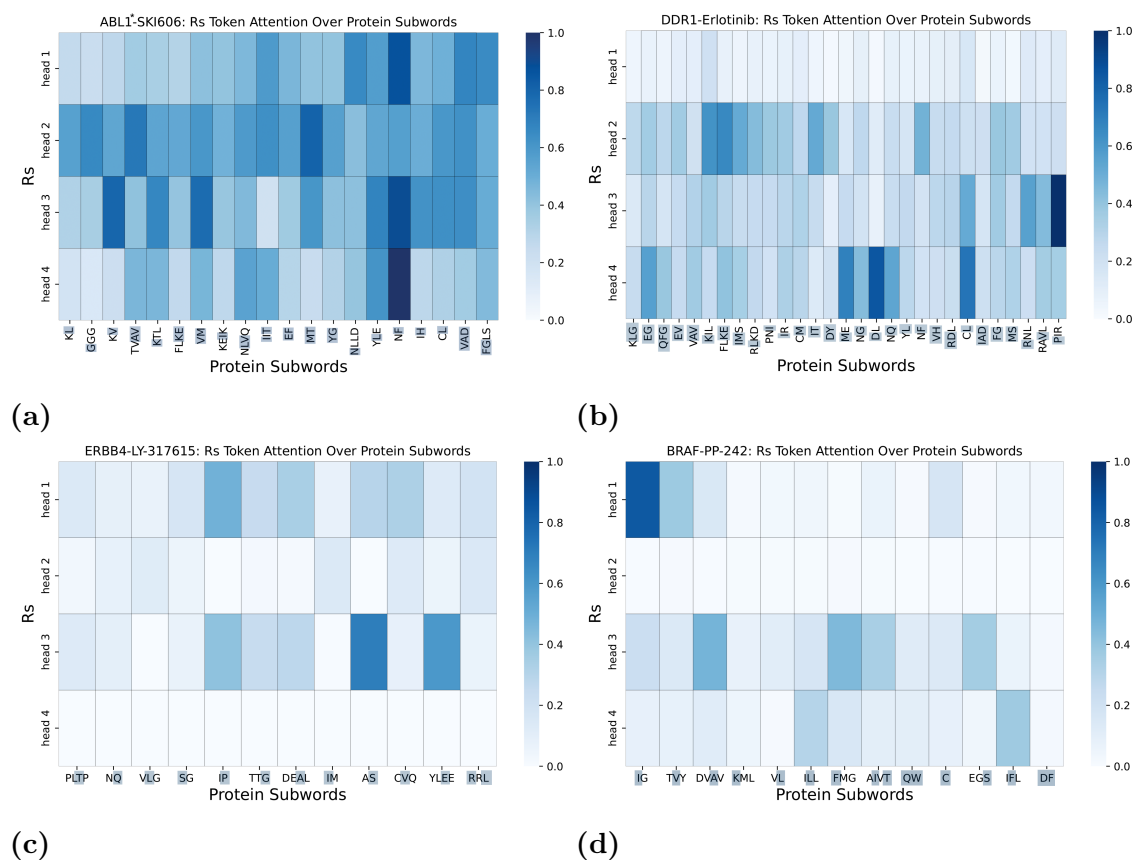 ABL1*-SKI606: Rs Token Attention Over Protein Subwords
head 1
head 2
head 3
head 4
Rs
KL GGG KV TVAV KTL FLKE VM KEIK NLVQ IIT EF MT YG NLLD YLE NF IH CL VAD FGLS
Protein Subwords
1.0
0.8
0.6
0.4
0.2
0.0
(a)
DDR1-Erlotinib: Rs Token Attention Over Protein Subwords
head 1
head 2
head 3
head 4
Rs
KLG EG QFG EV VAV KIL FLKE IMS RLKD PNI IR CM IT DY ME NG DL NQ YL NF VH RDL CL IAD FG MS RNL RAVL PIR
Protein Subwords
1.0
0.8
0.6
0.4
0.2
0.0
(b)
ERBB4-LY-317615: Rs Token Attention Over Protein Subwords
head 1
head 2
head 3
head 4
Rs
PLTP NQ VLG SG IP TTG DEAL IM AS CVQ YLEE RRL
Protein Subwords
1.0
0.8
0.6
0.4
0.2
0.0
(c)
BRAF-PP-242: Rs Token Attention Over Protein Subwords
head 1
head 2
head 3
head 4
Rs
IG TVY DVAV KML VL ILL FMG AIVT QW C EGS IFL DF
Protein Subwords
1.0
0.8
0.6
0.4
0.2
0.0
(d)